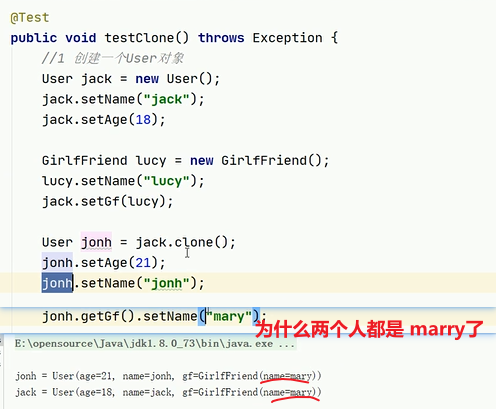 @Test
public void testClone() throws Exception {
//1 创建一个User对象
User jack = new User();
jack.setName("jack");
jack.setAge(18);
GirlfFriend lucy = new GirlfFriend();
lucy.setName("lucy");
jack.setGf(lucy);
User jonh = jack.clone();
jonh.setAge(21);
jonh.setName("jonh");
jonh.getGf().setName("mary");
为什么两个人都是 marry了
E:\opensource\Java\jdk1.8.0_73\bin\java.exe ...
jonh = User(age=21, name=jonh, gf=GirlfFriend(name=mary))
jack = User(age=18, name=jack, gf=GirlfFriend(name=mary))